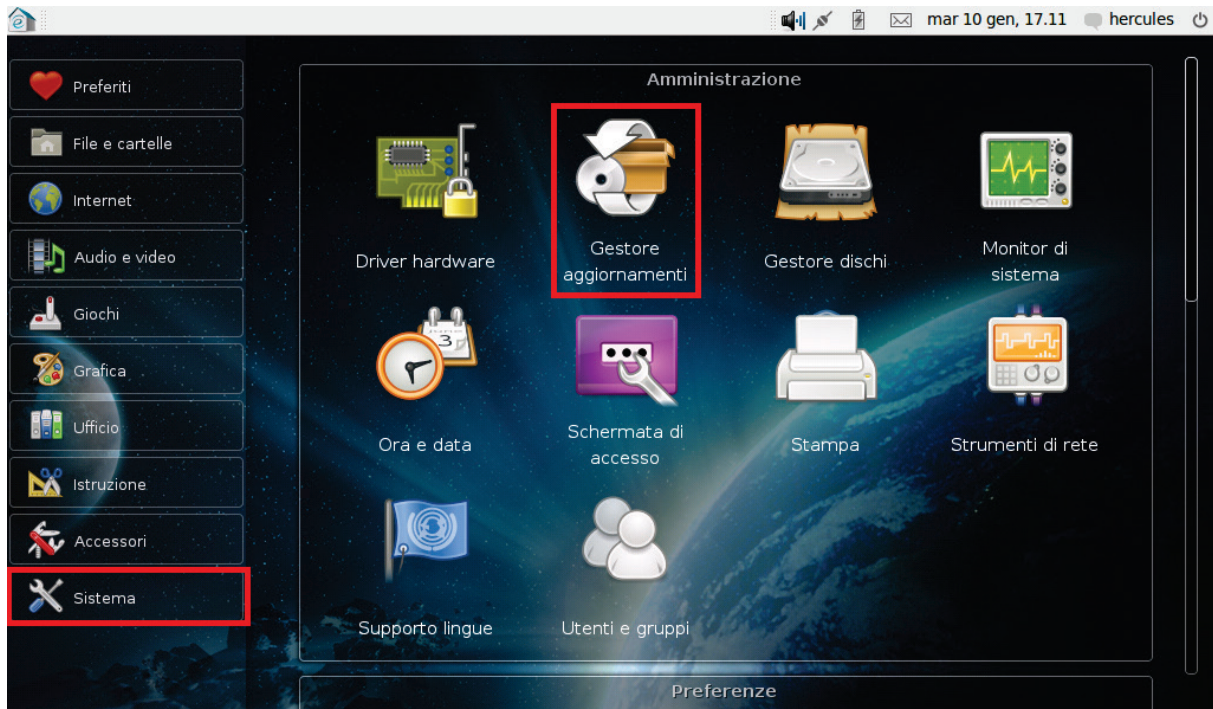 mar 10 gen, 17.11 hercules
Preferiti
File e cartelle
Internet
Audio e video
Giochi
Grafica
Ufficio
Istruzione
Accessori
Sistema
Amministrazione
Driver hardware
Gestore
aggiornamenti
Gestore dischi
Monitor di
sistema
Ora e data
Schermata di
accesso
Stampa
Strumenti di rete
Supporto lingue
Utenti e gruppi
Preferenze